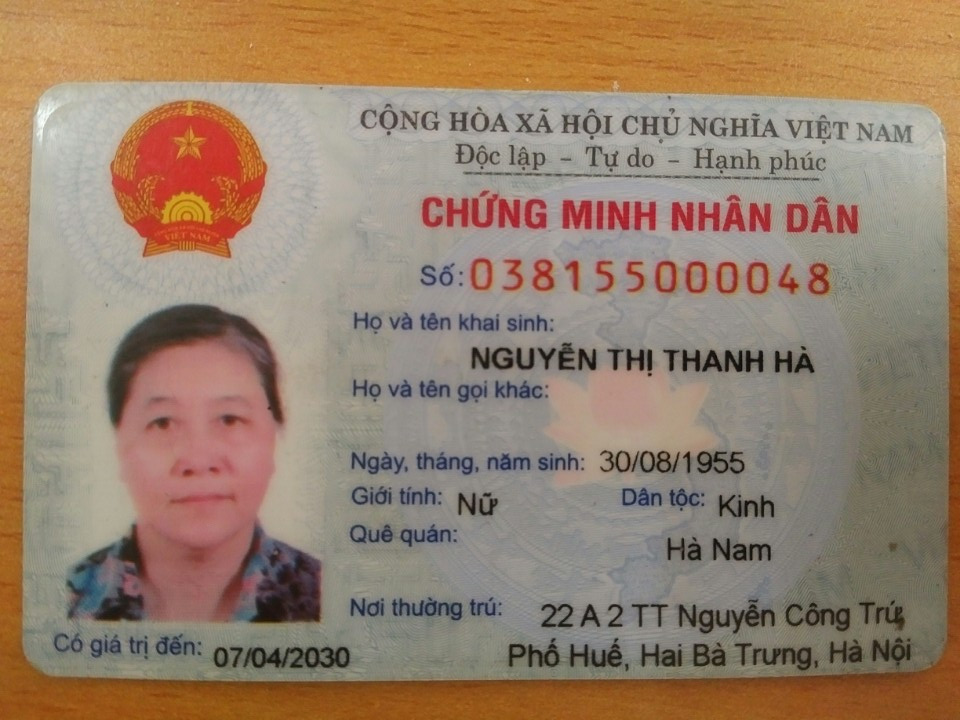 CỘNG HÒA XÃ HỘI CHỦ NGHĨA VIỆT NAM
Độc lập - Tự do - Hạnh phúc
CHỨNG MINH NHÂN DÂN
Số: 038155000048
Họ và tên khai sinh:
NGUYỄN THỊ THANH HÀ
Họ và tên gọi khác:
Ngày, tháng, năm sinh: 30/08/1955
Giới tính: Nữ Dân tộc: Kinh
Quê quán:
Hà Nam
Nơi thường trú: 22 A 2 TT Nguyễn Công Trứ,
Phố Huế, Hai Bà Trưng, Hà Nội
Có giá trị đến: 07/04/2030
VIỆT NAM